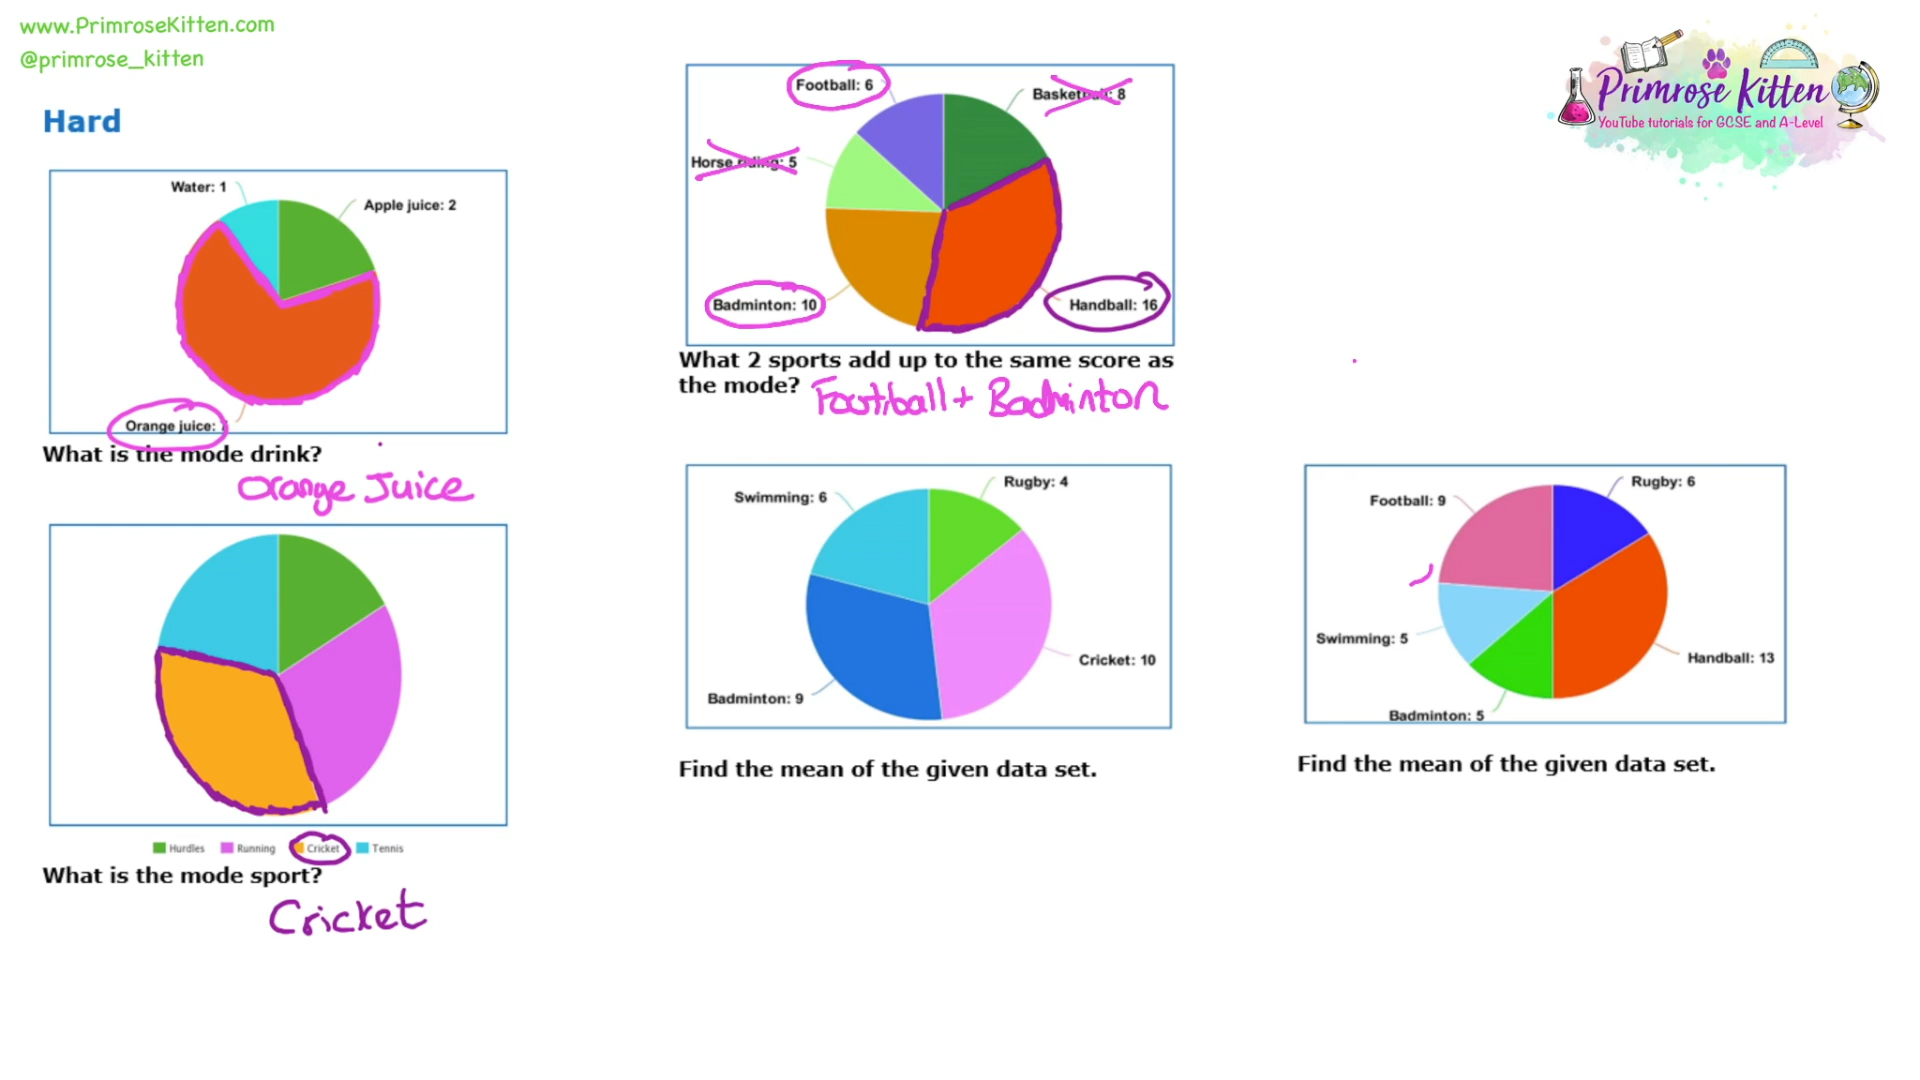 www.PrimroseKitten.com
@primrose_kitten
Primrose Kitten
YouTube tutorials for GCSE and A-Level
Hard
Water: 1
Apple juice: 2
Orange juice:
What is the mode drink?
Orange Juice
Hurdles Running Cricket Tennis
What is the mode sport?
Cricket
Football: 6
Basketball: 8
Horse riding: 5
Badminton: 10
Handball: 16
What 2 sports add up to the same score as
the mode? Football + Badminton
Swimming: 6
Rugby: 4
Cricket: 10
Badminton: 9
Find the mean of the given data set.
Rugby: 6
Football: 9
Swimming: 5
Handball: 13
Badminton: 5
Find the mean of the given data set.